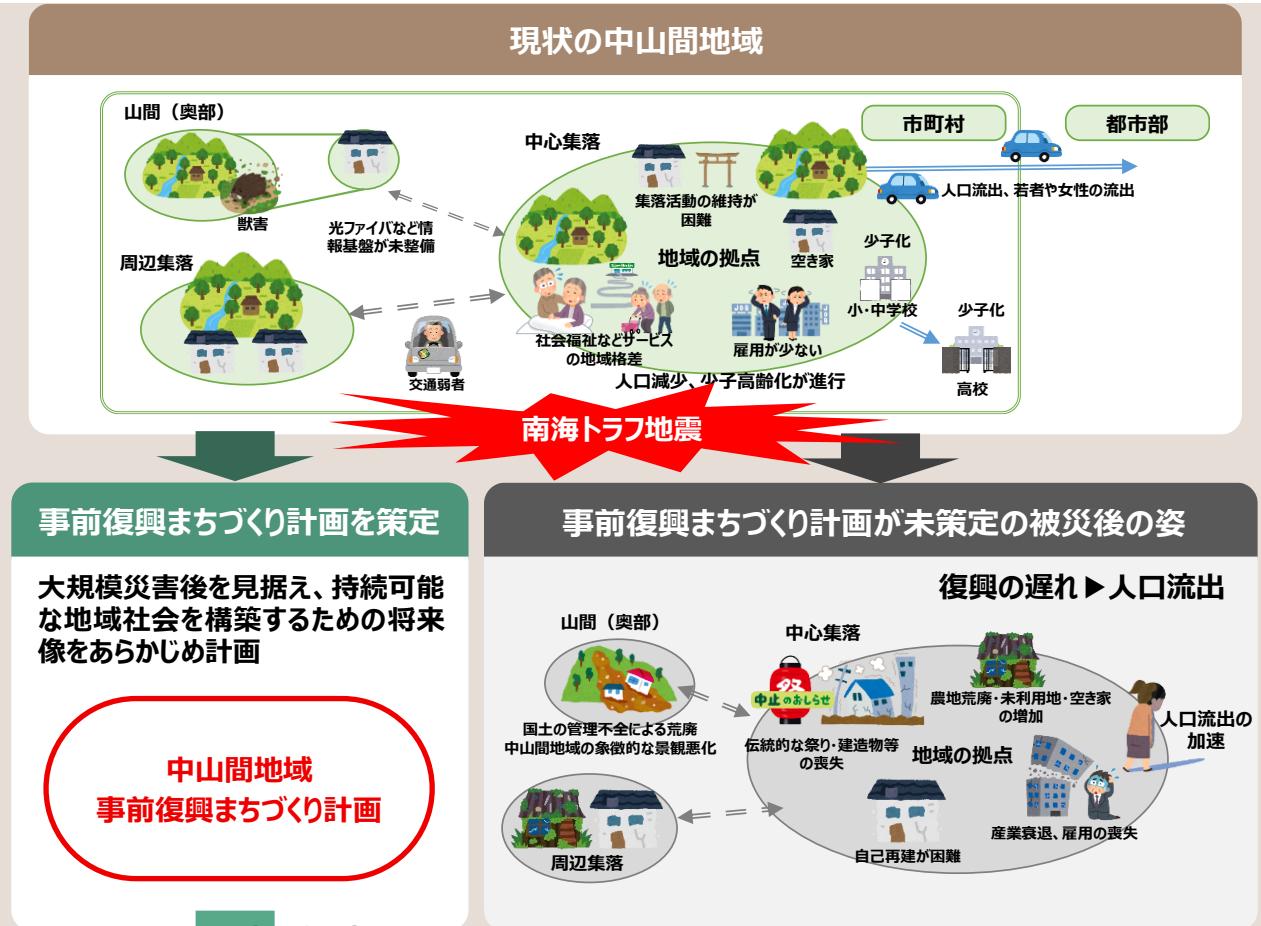 現状の中山間地域
山間（奥部）
獣害
光ファイバなど情
報基盤が未整備
周辺集落
交通弱者
中心集落
集落活動の維持が
困難
地域の拠点
空き家
社会福祉などサービス
の地域格差
雇用が少ない
少子化
小・中学校
人口減少、少子高齢化が進行
市町村
都市部
人口流出、若者や女性の流出
少子化
高校
南海トラフ地震
事前復興まちづくり計画を策定
大規模災害後を見据え、持続可能
な地域社会を構築するための将来
像をあらかじめ計画
中山間地域
事前復興まちづくり計画
事前復興まちづくり計画が未策定の被災後の姿
復興の遅れ▶人口流出
山間（奥部）
国土の管理不全による荒廃
中山間地域の象徴的な景観悪化
周辺集落
中心集落
祭
中止のおしらせ
伝統的な祭り・建造物等
の喪失
農地荒廃・未利用地・空き家
の増加
地域の拠点
自己再建が困難
産業衰退、雇用の喪失
人口流出の
加速